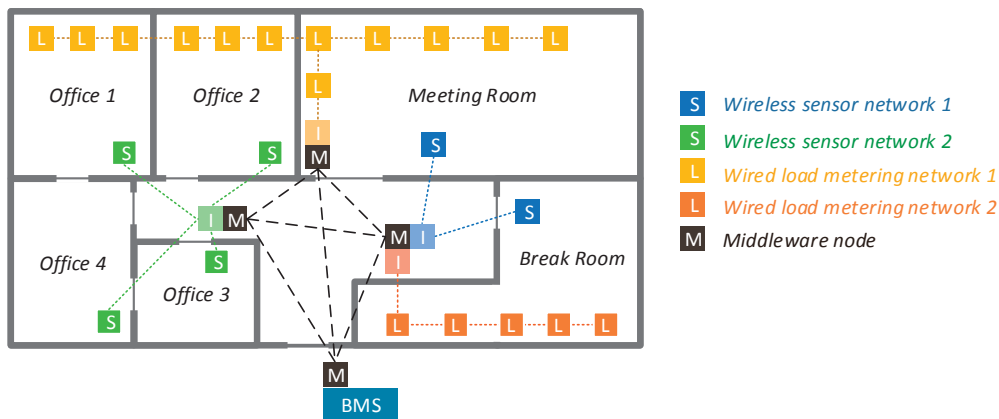 L L L L L L L L L L L
Office 1
Office 2
L
Meeting Room
I
M
S
S
S
S Wireless sensor network 1
S Wireless sensor network 2
L Wired load metering network 1
L Wired load metering network 2
M Middleware node
I M
S
M I
I
Office 4
S
Office 3
Break Room
S
L L L L L
M
BMS